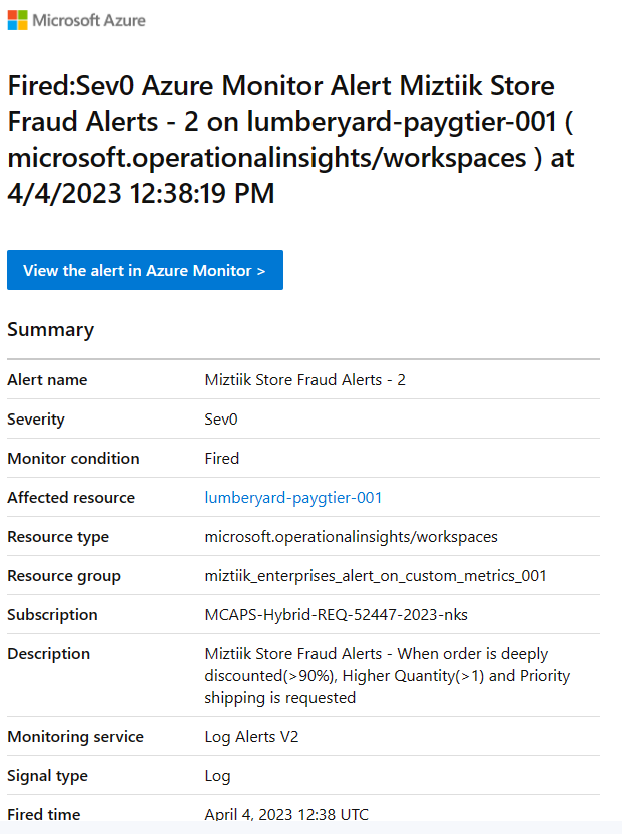 Microsoft Azure
Fired:Sev0 Azure Monitor Alert Miztiik Store
Fraud Alerts - 2 on lumberyard-paygtier-001 (
microsoft.operationalinsights/workspaces ) at
4/4/2023 12:38:19 PM
View the alert in Azure Monitor >
Summary
Alert name Miztiik Store Fraud Alerts - 2
Severity Sev0
Monitor condition Fired
Affected resource lumberyard-paygtier-001
Resource type microsoft.operationalinsights/workspaces
Resource group miztiik_enterprises_alert_on_custom_metrics_001
Subscription MCAPS-Hybrid-REQ-52447-2023-nks
Description Miztiik Store Fraud Alerts - When order is deeply
discounted(>90%), Higher Quantity(>1) and Priority
shipping is requested
Monitoring service Log Alerts V2
Signal type Log
Fired time April 4, 2023 12:38 UTC